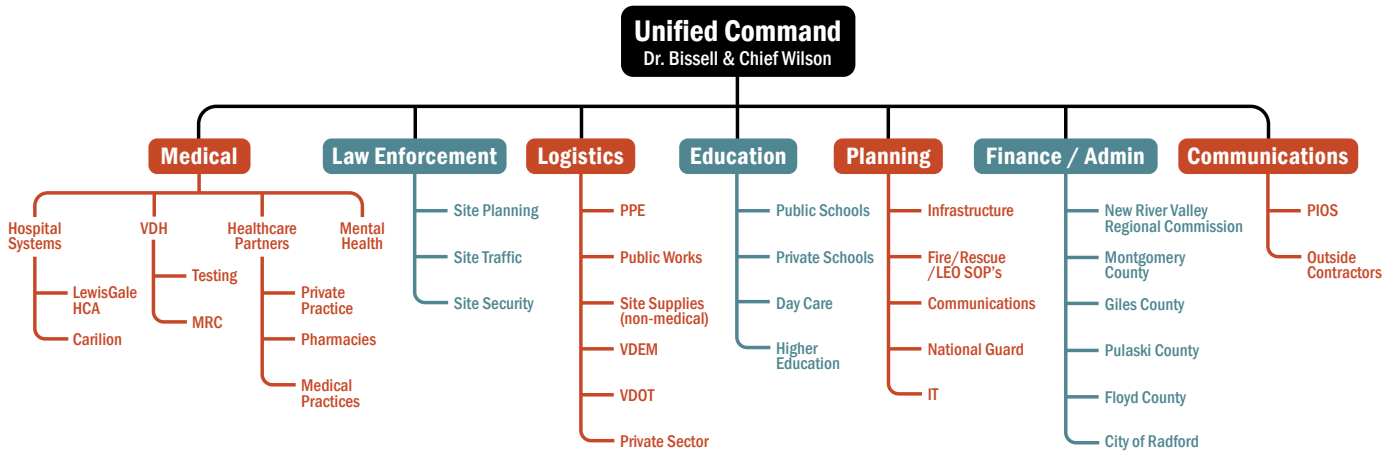 Unified Command
Dr. Bissell & Chief Wilson
Medical
Law Enforcement
Logistics
Education
Planning
Finance / Admin
Communications
Hospital
Systems
LewisGale
HCA
Carilion
VDH
Testing
MRC
Healthcare
Partners
Private
Practice
Pharmacies
Medical
Practices
Mental
Health
Site Planning
Site Traffic
Site Security
PPE
Public Works
Site Supplies
(non-medical)
VDEM
VDOT
Private Sector
Public Schools
Private Schools
Day Care
Higher
Education
Infrastructure
Fire/Rescue
/LEO SOP's
Communications
National Guard
IT
New River Valley
Regional Commission
Montgomery
County
Giles County
Pulaski County
Floyd County
City of Radford
PIOS
Outside
Contractors